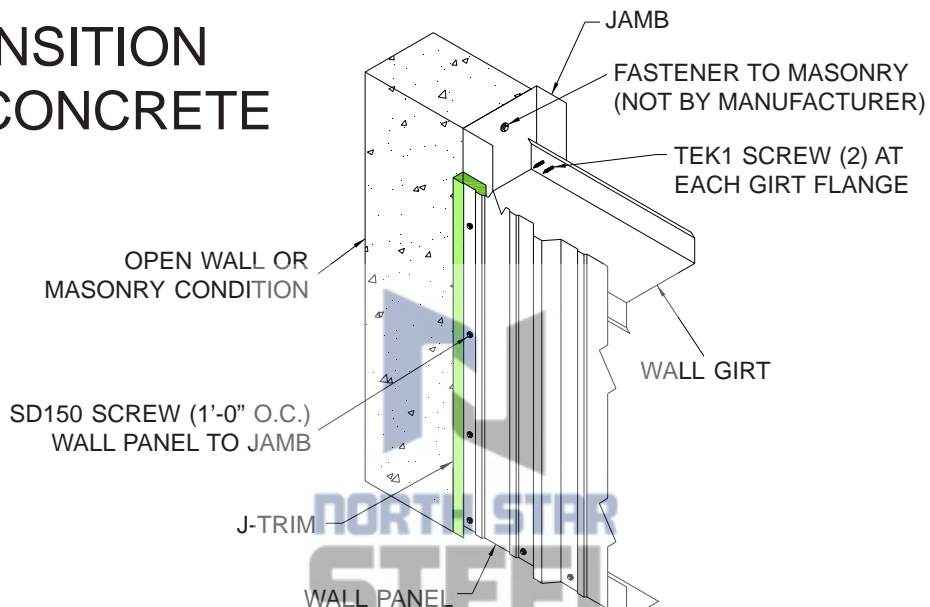 NSITION
CONCRETE
JAMB
FASTENER TO MASONRY
(NOT BY MANUFACTURER)
TEK1 SCREW (2) AT
EACH GIRT FLANGE
OPEN WALL OR
MASONRY CONDITION
WALL GIRT
SD150 SCREW (1'-0" O.C.)
WALL PANEL TO JAMB
J-TRIM
NORTH STAR
STEEL
WALL PANEL